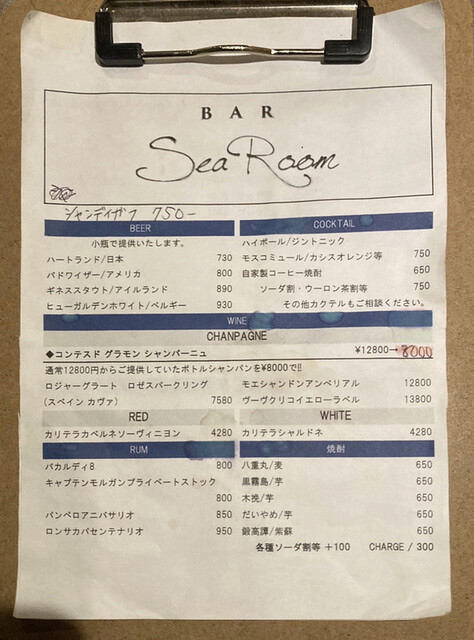 BAR
Sea Room
シャンディガフ 750-
BEER
小瓶で提供いたします。
ハートランド/日本 730
バドワイザー/アメリカ 800
ギネススタウト/アイルランド 890
ヒューガルデンホワイト/ベルギー 930
COCKTAIL
ハイボール/ジントニック
モスコミュール/カシスオレンジ等 750
自家製コーヒー焼酎 650
ソーダ割・ウーロン茶割等 750
その他カクテルもご相談ください。
WINE
CHANPAGNE
◆コンテスド グラモン シャンパーニュ ¥12800→8000
通常12800円からご提供していたボトルシャンパンを¥8000で!!
ロジャーグラート ロゼスパークリング
(スペイン カヴァ) 7580
モエシャンドンアンペリアル 12800
ヴーヴクリコイエローラベル 13800
RED
カリテラカベルネソーヴィニヨン 4280
WHITE
カリテラシャルドネ 4280
RUM
バカルディ8 800
キャプテンモルガンプライベートストック
800
パンペロアニバサリオ 850
ロンサカパセンテナリオ 950
焼酎
八重丸/麦 650
黒霧島/芋 650
木挽/芋 650
だいやめ/芋 650
鍛高譚/紫蘇 650
各種ソーダ割等 +100 CHARGE / 300